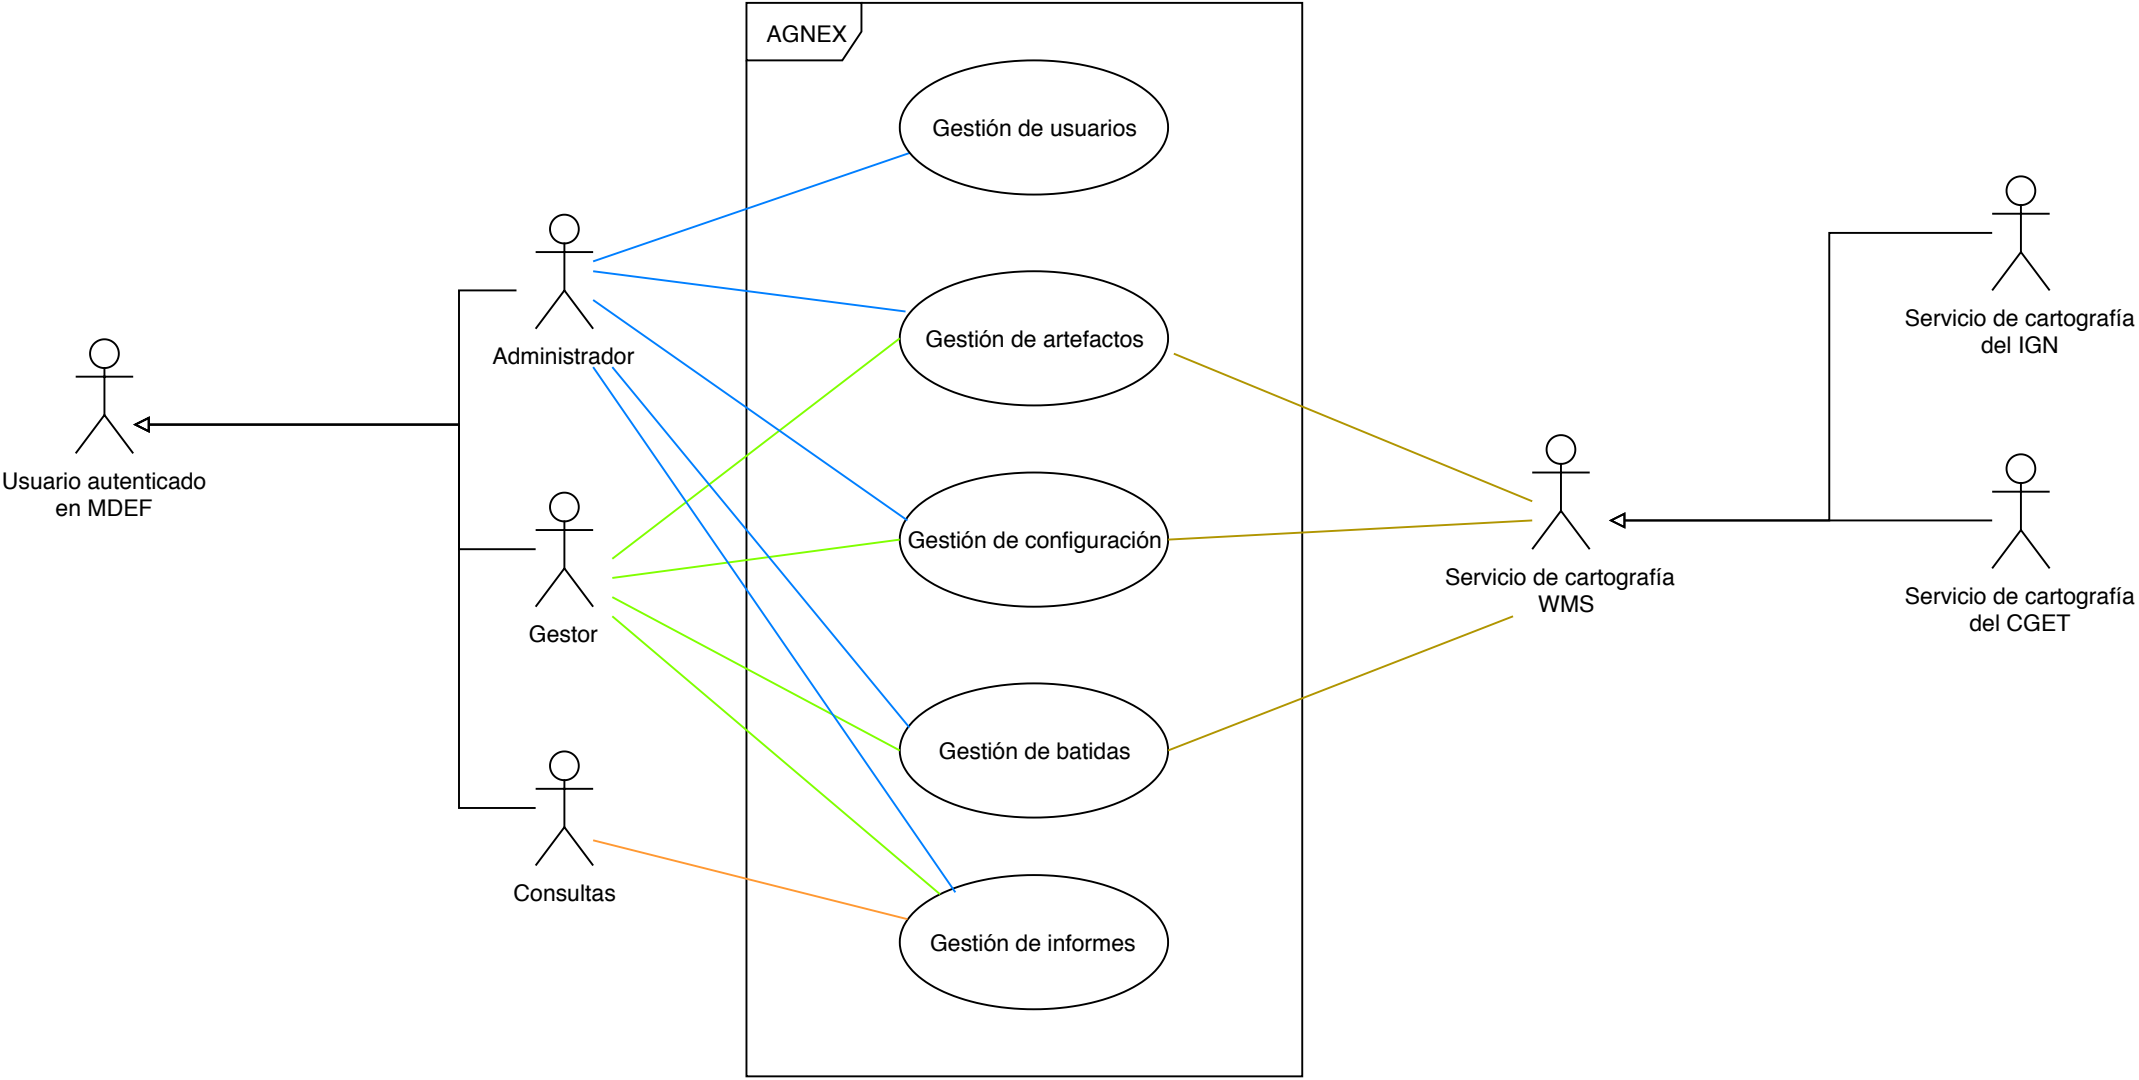 AGNEX
Gestión de usuarios
Gestión de artefactos
Gestión de configuración
Gestión de batidas
Gestión de informes
Usuario autenticado
en MDEF
Administrador
Gestor
Consultas
Servicio de cartografía
WMS
Servicio de cartografía
del IGN
Servicio de cartografía
del CGET